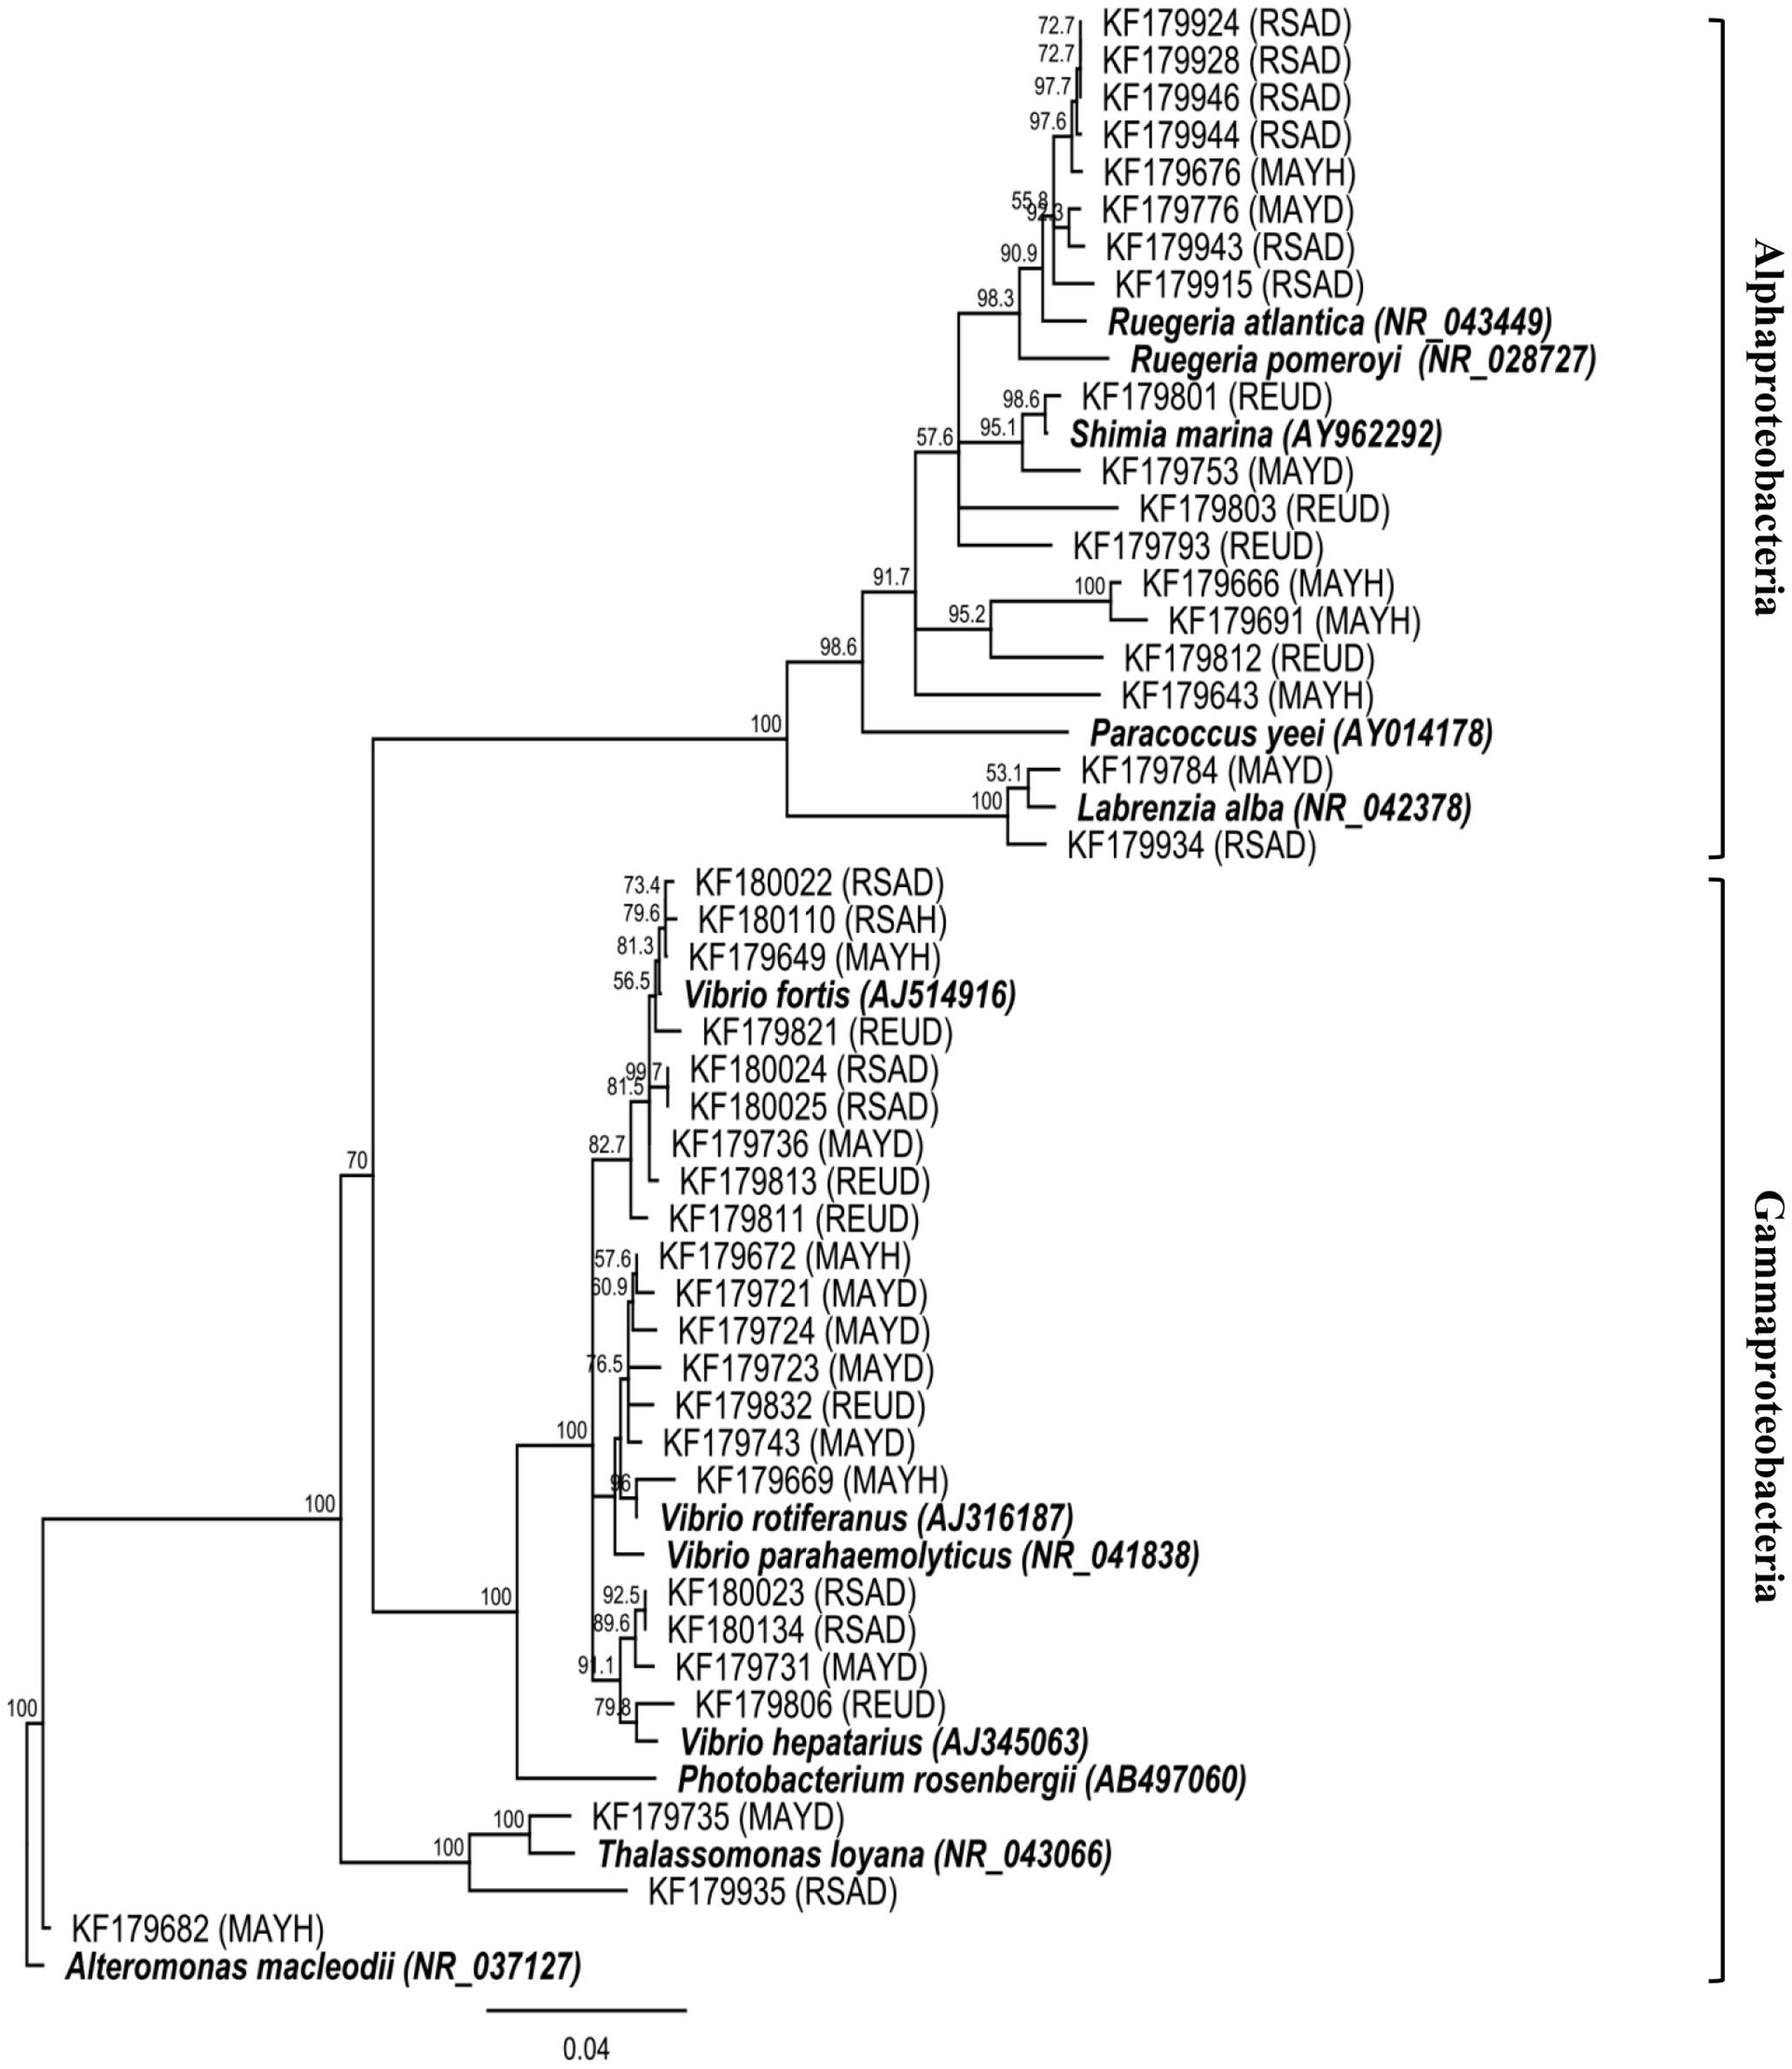 72.7 KF179924 (RSAD)
72.7 KF179928 (RSAD)
97.7 KF179946 (RSAD)
97.6 KF179944 (RSAD)
KF179676 (MAYH)
55.8 92.3 KF179776 (MAYD)
90.9 KF179943 (RSAD)
98.3 KF179915 (RSAD)
Ruegeria atlantica (NR_043449)
Ruegeria pomeroyi (NR_028727)
98.6 KF179801 (REUD)
57.6 95.1 Shimia marina (AY962292)
KF179753 (MAYD)
KF179803 (REUD)
KF179793 (REUD)
91.7 100 KF179666 (MAYH)
95.2 KF179691 (MAYH)
98.6 KF179812 (REUD)
KF179643 (MAYH)
100 Paracoccus yeei (AY014178)
53.1 KF179784 (MAYD)
100 Labrenzia alba (NR_042378)
KF179934 (RSAD)
Alphaproteobacteria
73.4 KF180022 (RSAD)
79.6 KF180110 (RSAH)
81.3 KF179649 (MAYH)
56.5 Vibrio fortis (AJ514916)
KF179821 (REUD)
99.7 KF180024 (RSAD)
81.5 KF180025 (RSAD)
82.7 KF179736 (MAYD)
70 KF179813 (REUD)
KF179811 (REUD)
57.6 KF179672 (MAYH)
60.9 KF179721 (MAYD)
KF179724 (MAYD)
76.5 KF179723 (MAYD)
KF179832 (REUD)
100 KF179743 (MAYD)
96 KF179669 (MAYH)
100 Vibrio rotiferanus (AJ316187)
Vibrio parahaemolyticus (NR_041838)
100 92.5 KF180023 (RSAD)
89.6 KF180134 (RSAD)
91.1 KF179731 (MAYD)
100 79.8 KF179806 (REUD)
Vibrio hepatarius (AJ345063)
Photobacterium rosenbergii (AB497060)
100 KF179735 (MAYD)
100 Thalassomonas loyana (NR_043066)
KF179935 (RSAD)
KF179682 (MAYH)
Alteromonas macleodii (NR_037127)
Gammaproteobacteria
0.04